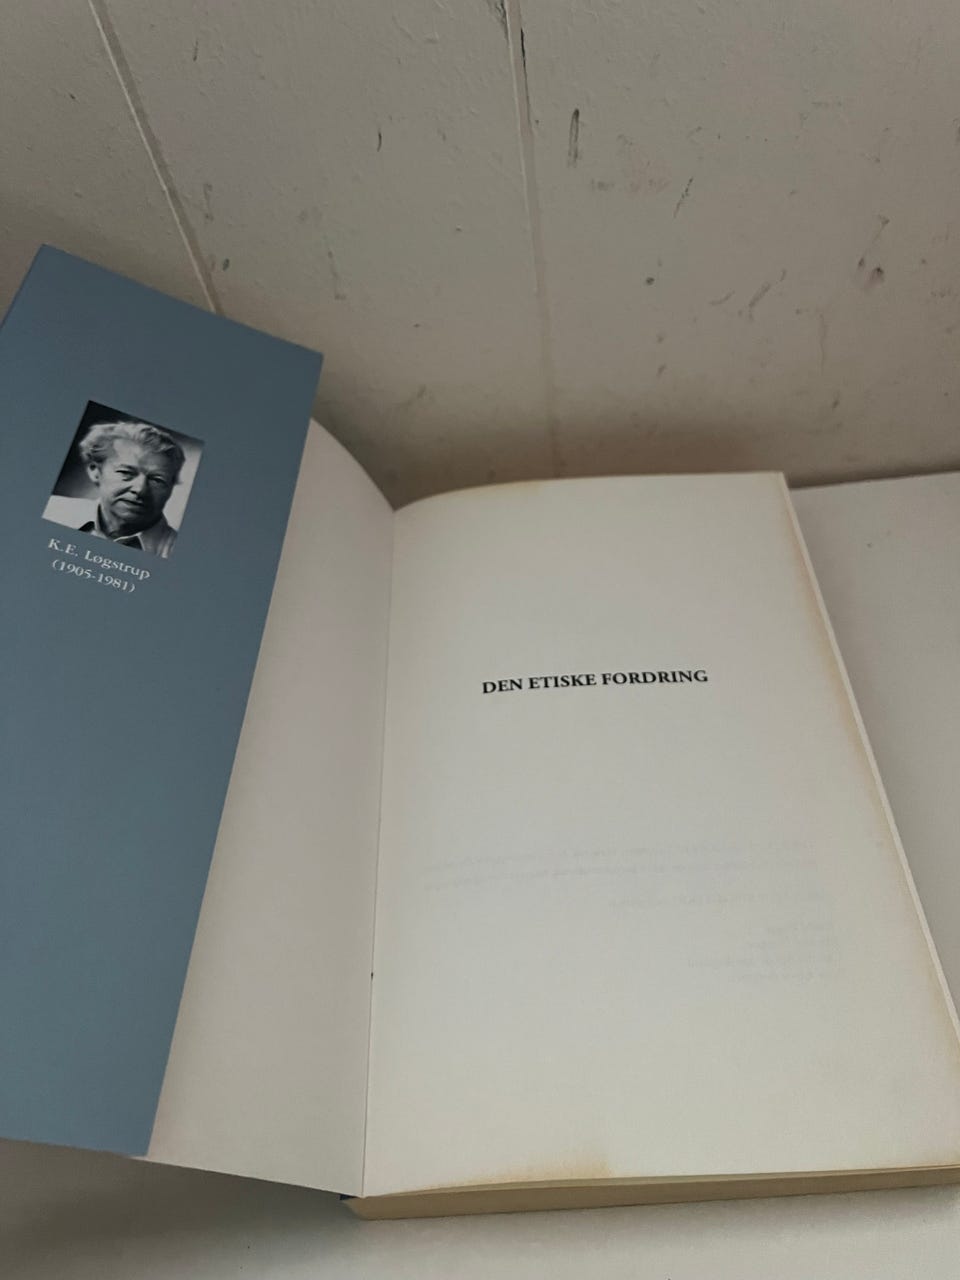 K.E. Løgstrup
(1905-1981)
DEN ETISKE FORDRING